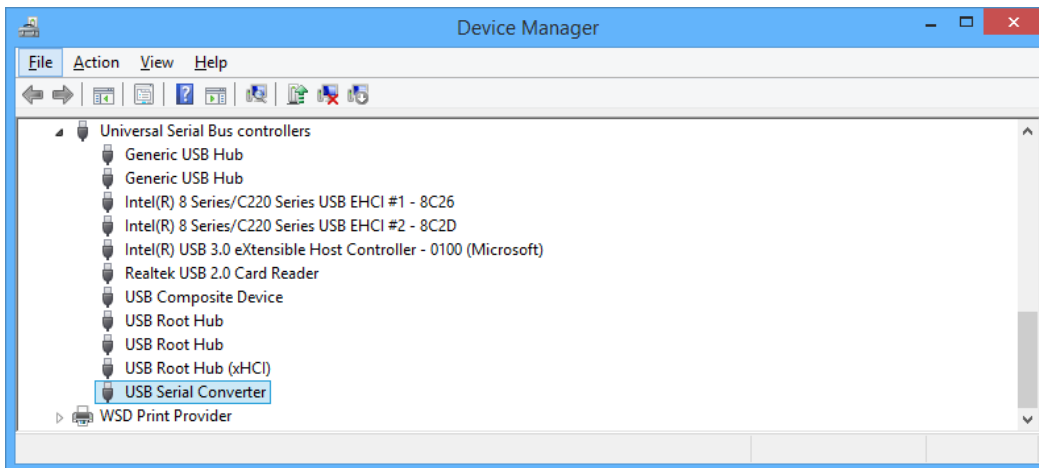 Device Manager
File Action View Help
Universal Serial Bus controllers
Generic USB Hub
Generic USB Hub
Intel(R) 8 Series/C220 Series USB EHCI #1 - 8C26
Intel(R) 8 Series/C220 Series USB EHCI #2 - 8C2D
Intel(R) USB 3.0 eXtensible Host Controller - 0100 (Microsoft)
Realtek USB 2.0 Card Reader
USB Composite Device
USB Root Hub
USB Root Hub
USB Root Hub (xHCI)
USB Serial Converter
WSD Print Provider